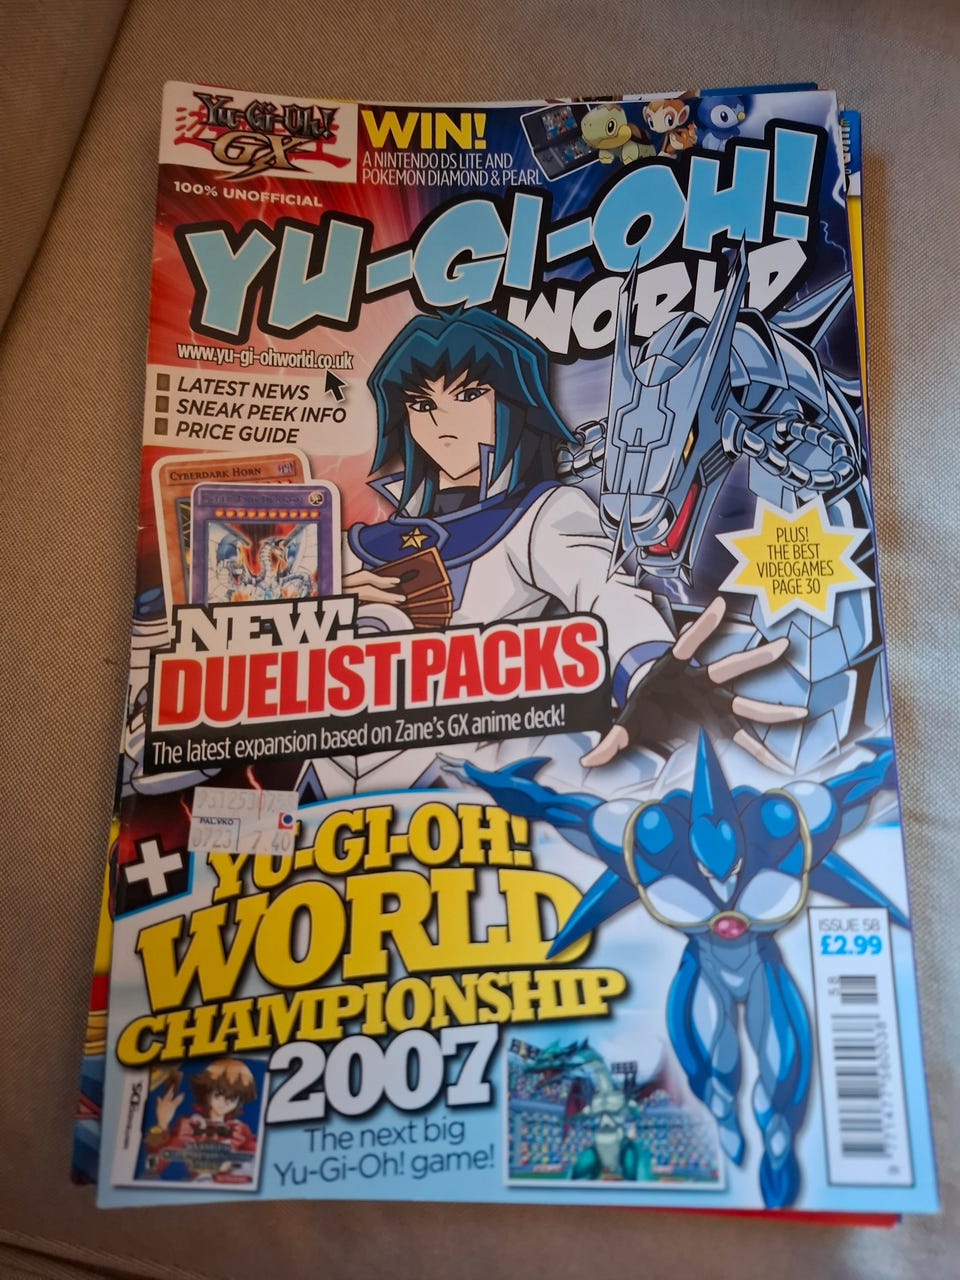 Yu-Gi-Oh!
GX
WIN!
A NINTENDO DS LITE AND
POKEMON DIAMOND & PEARL
100% UNOFFICIAL
YU-GI-OH!
WORLD
www.yu-gi-ohworld.co.uk
LATEST NEWS
SNEAK PEEK INFO
PRICE GUIDE
CYBERDARK HORN
PLUS!
THE BEST
VIDEOGAMES
PAGE 30
NEW!
DUELIST PACKS
The latest expansion based on Zane's GX anime deck!
PAL.VKO
0723
7.40
+ YU-GI-OH!
WORLD
CHAMPIONSHIP
2007
ISSUE 58
£2.99
58
The next big
Yu-Gi-Oh! game!